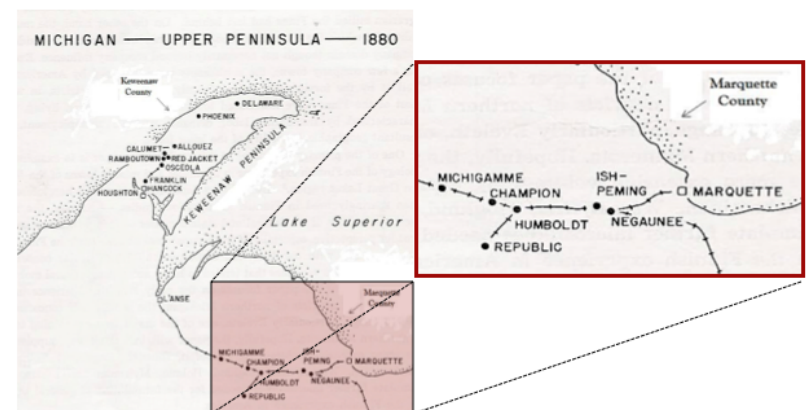 MICHIGAN — UPPER PENINSULA — 1880
Keweenaw
County
DELAWARE
PHOENIX
CALUMET
ALLOUEZ
RAMBOUTOWN
RED JACKET
OSCEOLA
FRANKLIN
HANCOCK
HOUGHTON
KEWEENAW PENINSULA
Lake Superior
L'ANSE
Marquette
County
MICHIGAMME
CHAMPION
HUMBOLDT
REPUBLIC
ISH-
PEMING
NEGAUNEE
MARQUETTE
Marquette
County
MICHIGAMME
CHAMPION
HUMBOLDT
REPUBLIC
ISH-
PEMING
NEGAUNEE
MARQUETTE